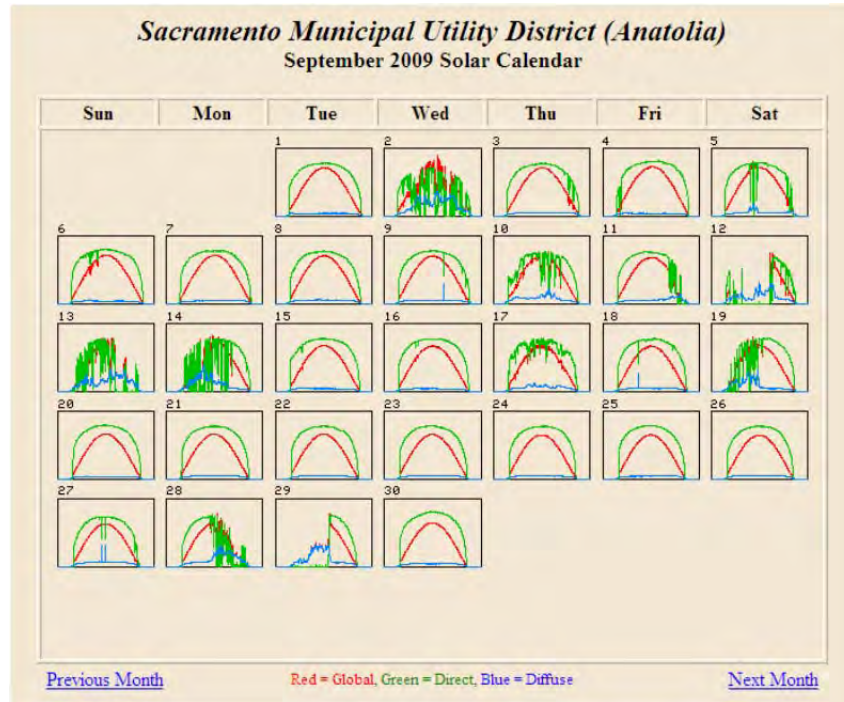 Sacramento Municipal Utility District (Anatolia)
September 2009 Solar Calendar
Sun Mon Tue Wed Thu Fri Sat
1 2 3 4 5
6 7 8 9 10 11 12
13 14 15 16 17 18 19
20 21 22 23 24 25 26
27 28 29 30
Previous Month Red = Global, Green = Direct, Blue = Diffuse Next Month